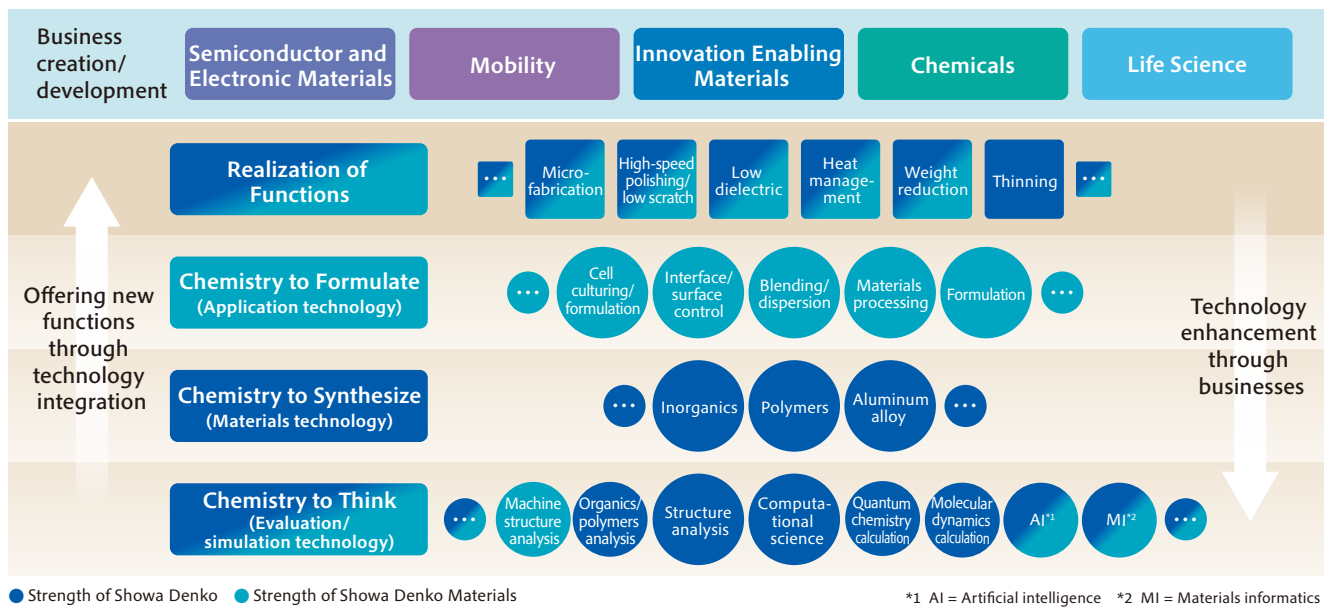 Business
creation/
development
Semiconductor and
Electronic Materials
Mobility
Innovation Enabling
Materials
Chemicals
Life Science
Realization of
Functions
...
Micro-
fabrication
High-speed
polishing/
low scratch
Low
dielectric
Heat
manage-
ment
Weight
reduction
Thinning
...
Offering new
functions
through
technology
integration
Chemistry to Formulate
(Application technology)
...
Cell
culturing/
formulation
Interface/
surface
control
Blending/
dispersion
Materials
processing
Formulation
...
Technology
enhancement
through
businesses
Chemistry to Synthesize
(Materials technology)
...
Inorganics
Polymers
Aluminum
alloy
...
Chemistry to Think
(Evaluation/
simulation technology)
...
Machine
structure
analysis
Organics/
polymers
analysis
Structure
analysis
Computa-
tional
science
Quantum
chemistry
calculation
Molecular
dynamics
calculation
AI*1
MI*2
...
Strength of Showa Denko
Strength of Showa Denko Materials
*1 AI = Artificial intelligence *2 MI = Materials informatics